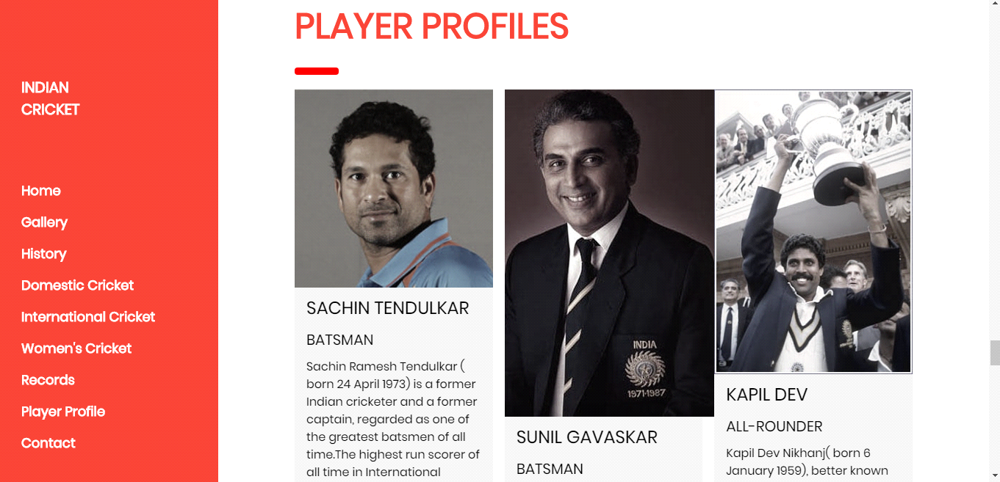 PLAYER PROFILES
INDIAN
CRICKET
Home
Gallery
History
Domestic Cricket
International Cricket
Women's Cricket
Records
Player Profile
Contact
SACHIN TENDULKAR
BATSMAN
Sachin Ramesh Tendulkar (
born 24 April 1973) is a former
Indian cricketer and a former
captain, regarded as one of
the greatest batsmen of all
time.The highest run scorer of
all time in International
INDIA
1971-1987
SUNIL GAVASKAR
BATSMAN
KAPIL DEV
ALL-ROUNDER
Kapil Dev Nikhanj( born 6
January 1959), better known